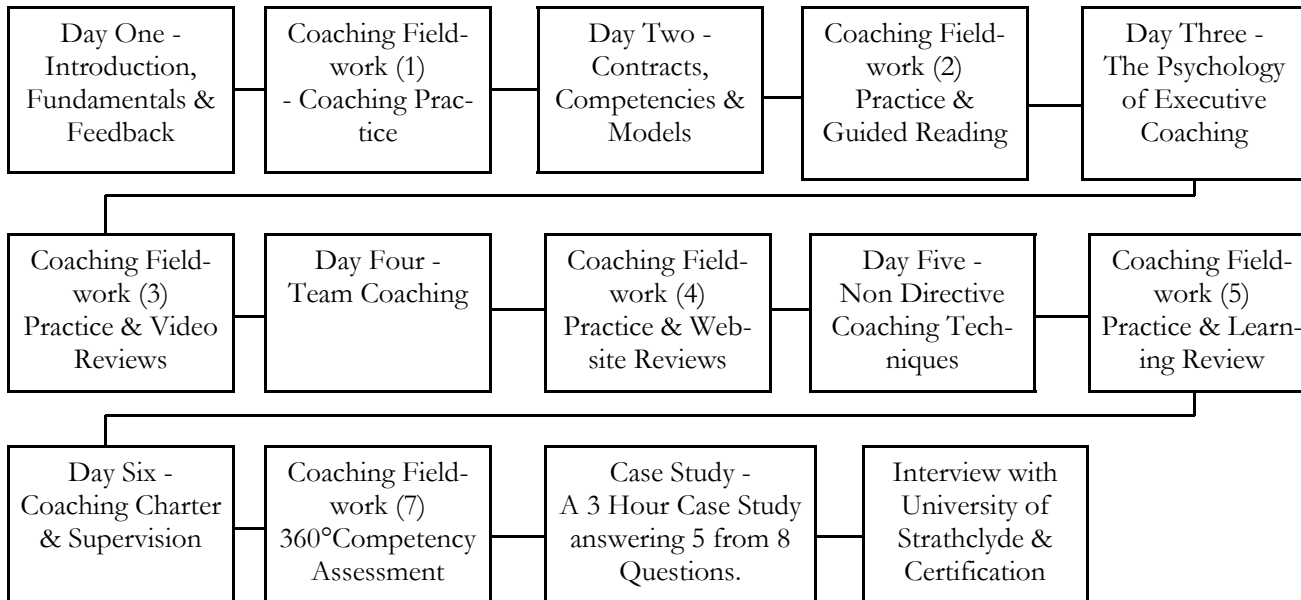 Day One -
Introduction,
Fundamentals &
Feedback
Coaching Field-
work (1)
- Coaching Prac-
tice
Day Two -
Contracts,
Competencies &
Models
Coaching Field-
work (2)
Practice &
Guided Reading
Day Three -
The Psychology
of Executive
Coaching
Coaching Field-
work (3)
Practice & Video
Reviews
Day Four -
Team Coaching
Coaching Field-
work (4)
Practice & Web-
site Reviews
Day Five -
Non Directive
Coaching Tech-
niques
Coaching Field-
work (5)
Practice & Learn-
ing Review
Day Six -
Coaching Charter
& Supervision
Coaching Field-
work (7)
360°Competency
Assessment
Case Study -
A 3 Hour Case Study
answering 5 from 8
Questions.
Interview with
University of
Strathclyde &
Certification